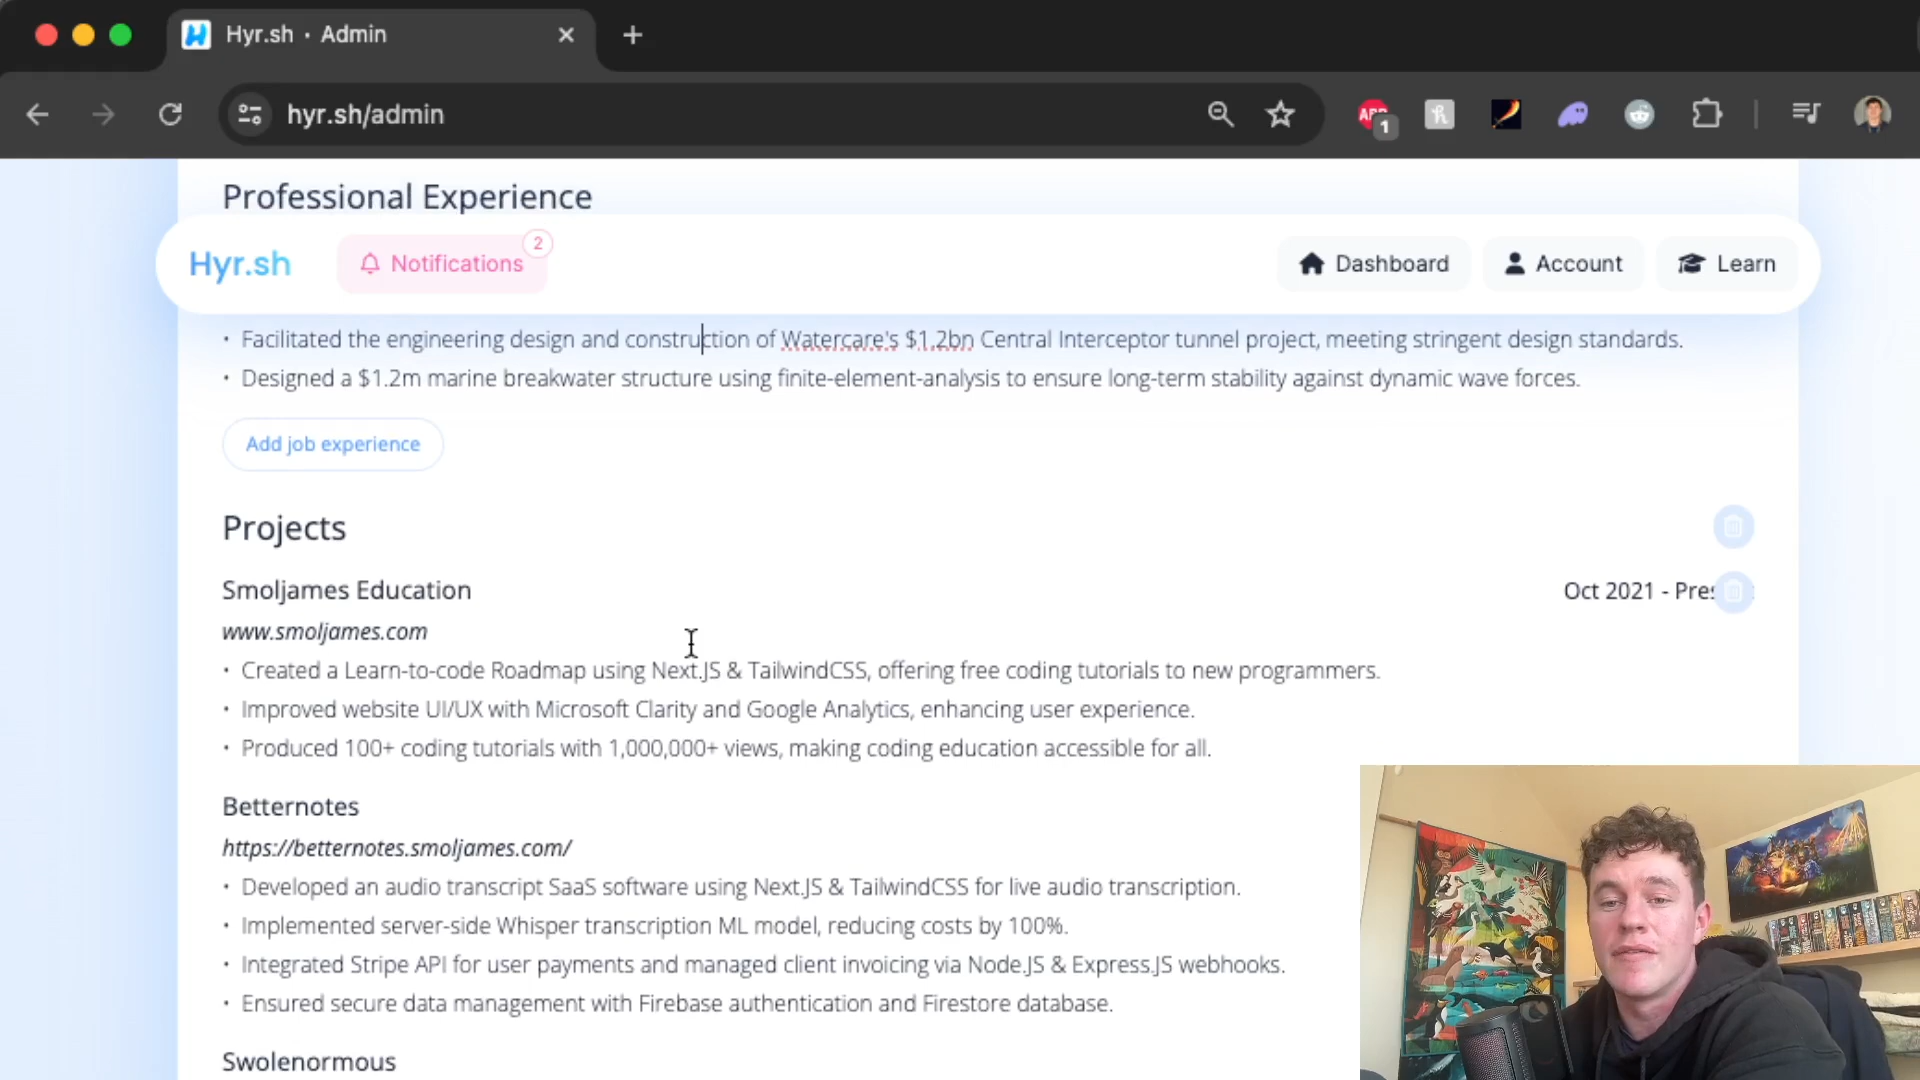 Hyr.sh · Admin
hyr.sh/admin
ABP
1
Professional Experience
Hyr.sh
Notifications
2
Dashboard
Account
Learn
• Facilitated the engineering design and construction of Watercare's $1.2bn Central Interceptor tunnel project, meeting stringent design standards.
• Designed a $1.2m marine breakwater structure using finite-element-analysis to ensure long-term stability against dynamic wave forces.
Add job experience
Projects
Smoljames Education
Oct 2021 - Pres
www.smoljames.com
• Created a Learn-to-code Roadmap using Next.JS & TailwindCSS, offering free coding tutorials to new programmers.
• Improved website UI/UX with Microsoft Clarity and Google Analytics, enhancing user experience.
• Produced 100+ coding tutorials with 1,000,000+ views, making coding education accessible for all.
Betternotes
https://betternotes.smoljames.com/
• Developed an audio transcript SaaS software using Next.JS & TailwindCSS for live audio transcription.
• Implemented server-side Whisper transcription ML model, reducing costs by 100%.
• Integrated Stripe API for user payments and managed client invoicing via Node.JS & Express.JS webhooks.
• Ensured secure data management with Firebase authentication and Firestore database.
Swolenormous